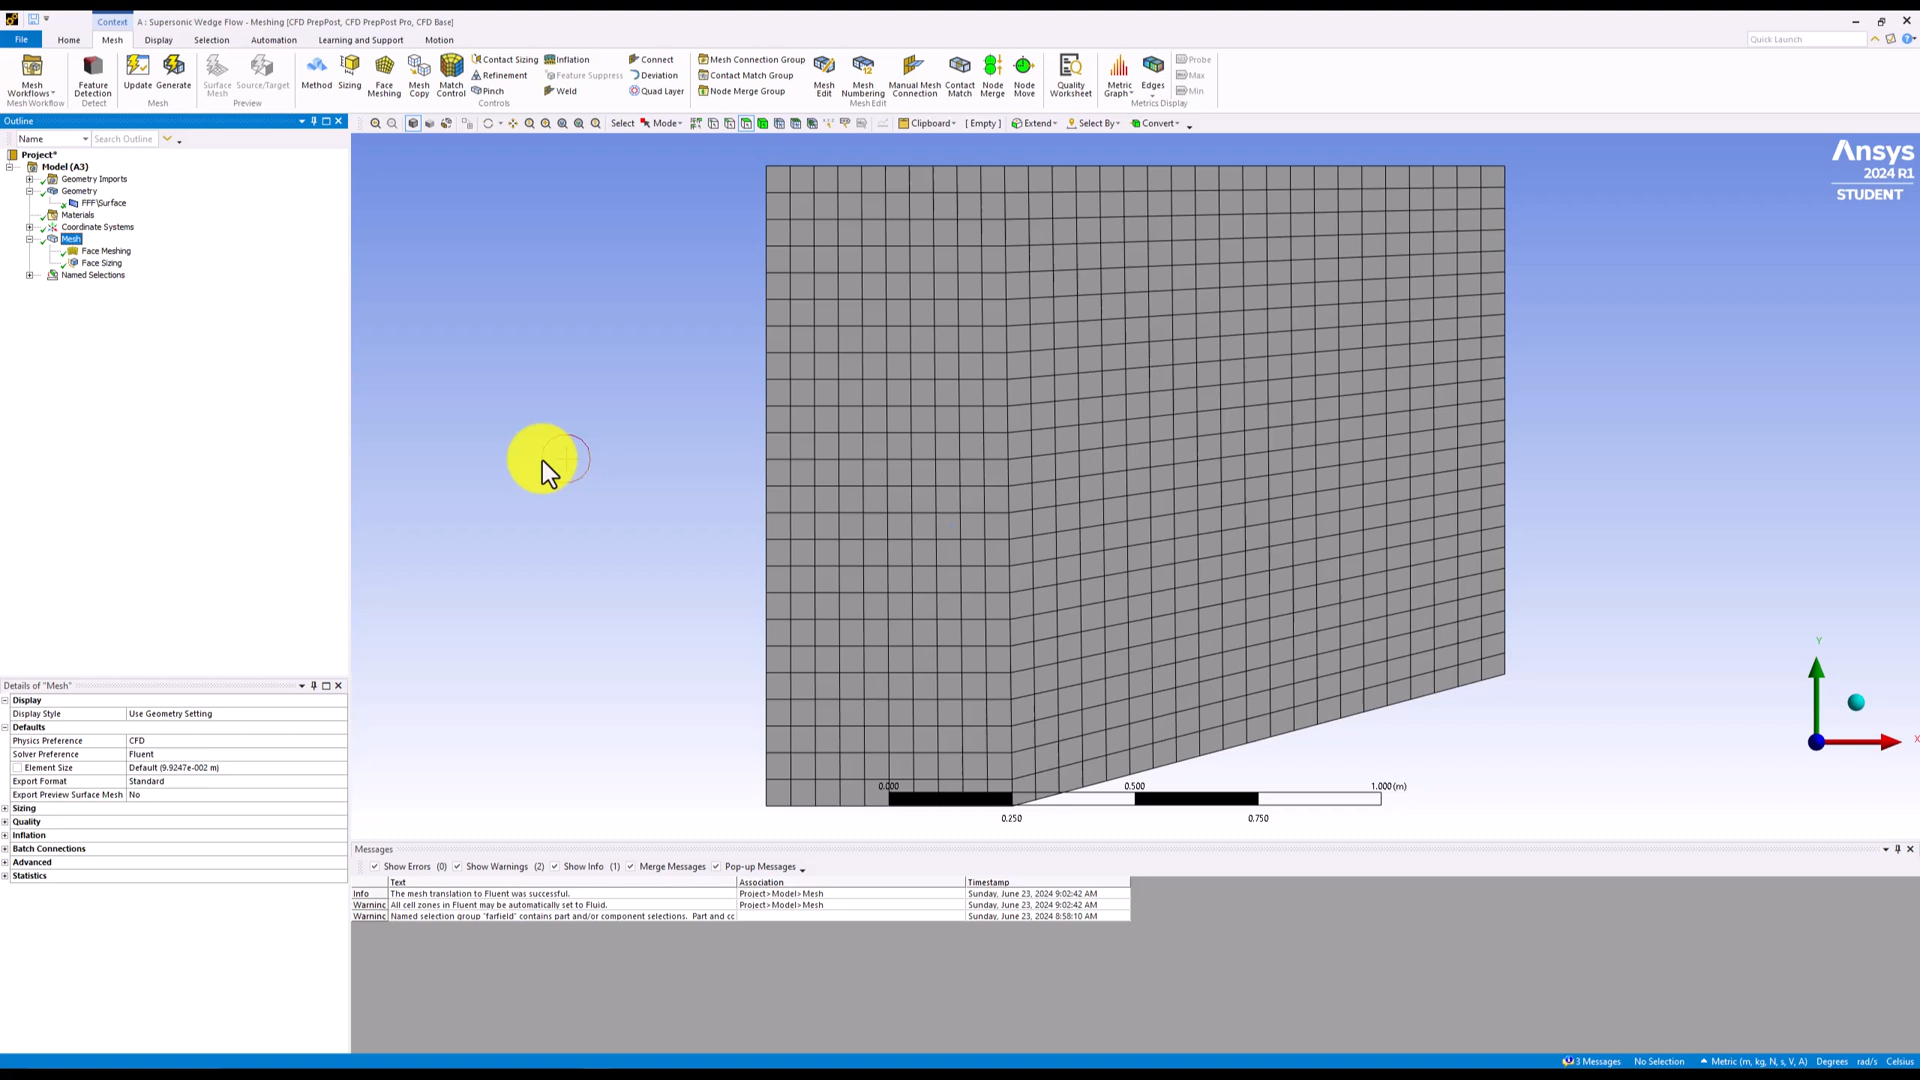 Context A : Supersonic Wedge Flow - Meshing [CFD PrepPost, CFD PrepPost Pro, CFD Base]
File Home Mesh Display Selection Automation Learning and Support Motion Quick Launch
Mesh Workflows Feature Detection Update Generate Surface Mesh Source/Target Method Sizing Face Meshing Mesh Copy Match Control
Contact Sizing Inflation Connect
Refinement Feature Suppress Deviation
Pinch Weld Quad Layer
Mesh Connection Group
Contact Match Group
Node Merge Group
Mesh Edit Mesh Numbering Manual Mesh Connection Contact Match Node Merge Node Move Quality Worksheet Metric Graph Edges
Probe
Max
Min
Mesh Workflow Detect Mesh Preview Controls Mesh Edit Metrics Display
Outline
Name Search Outline
Select Mode Clipboard [ Empty ] Extend Select By Convert
Project*
Model (A3)
Geometry Imports
Geometry
FFF\Surface
Materials
Coordinate Systems
Mesh
Face Meshing
Face Sizing
Named Selections
Ansys
2024 R1
STUDENT
Y
X
0.000 0.500 1.000 (m)
0.250 0.750
Details of "Mesh"
Display
Display Style Use Geometry Setting
Defaults
Physics Preference CFD
Solver Preference Fluent
Element Size Default (9.9247e-002 m)
Export Format Standard
Export Preview Surface Mesh No
Sizing
Quality
Inflation
Batch Connections
Advanced
Statistics
Messages
Show Errors (0) Show Warnings (2) Show Info (1) Merge Messages Pop-up Messages
Text Association Timestamp
Info The mesh translation to Fluent was successful. Project>Model>Mesh Sunday, June 23, 2024 9:02:42 AM
Warning All cell zones in Fluent may be automatically set to Fluid. Project>Model>Mesh Sunday, June 23, 2024 9:02:42 AM
Warning Named selection group "farfield" contains part and/or component selections. Part and cc Sunday, June 23, 2024 8:58:10 AM
3 Messages No Selection Metric (m, kg, N, s, V, A) Degrees rad/s Celsius